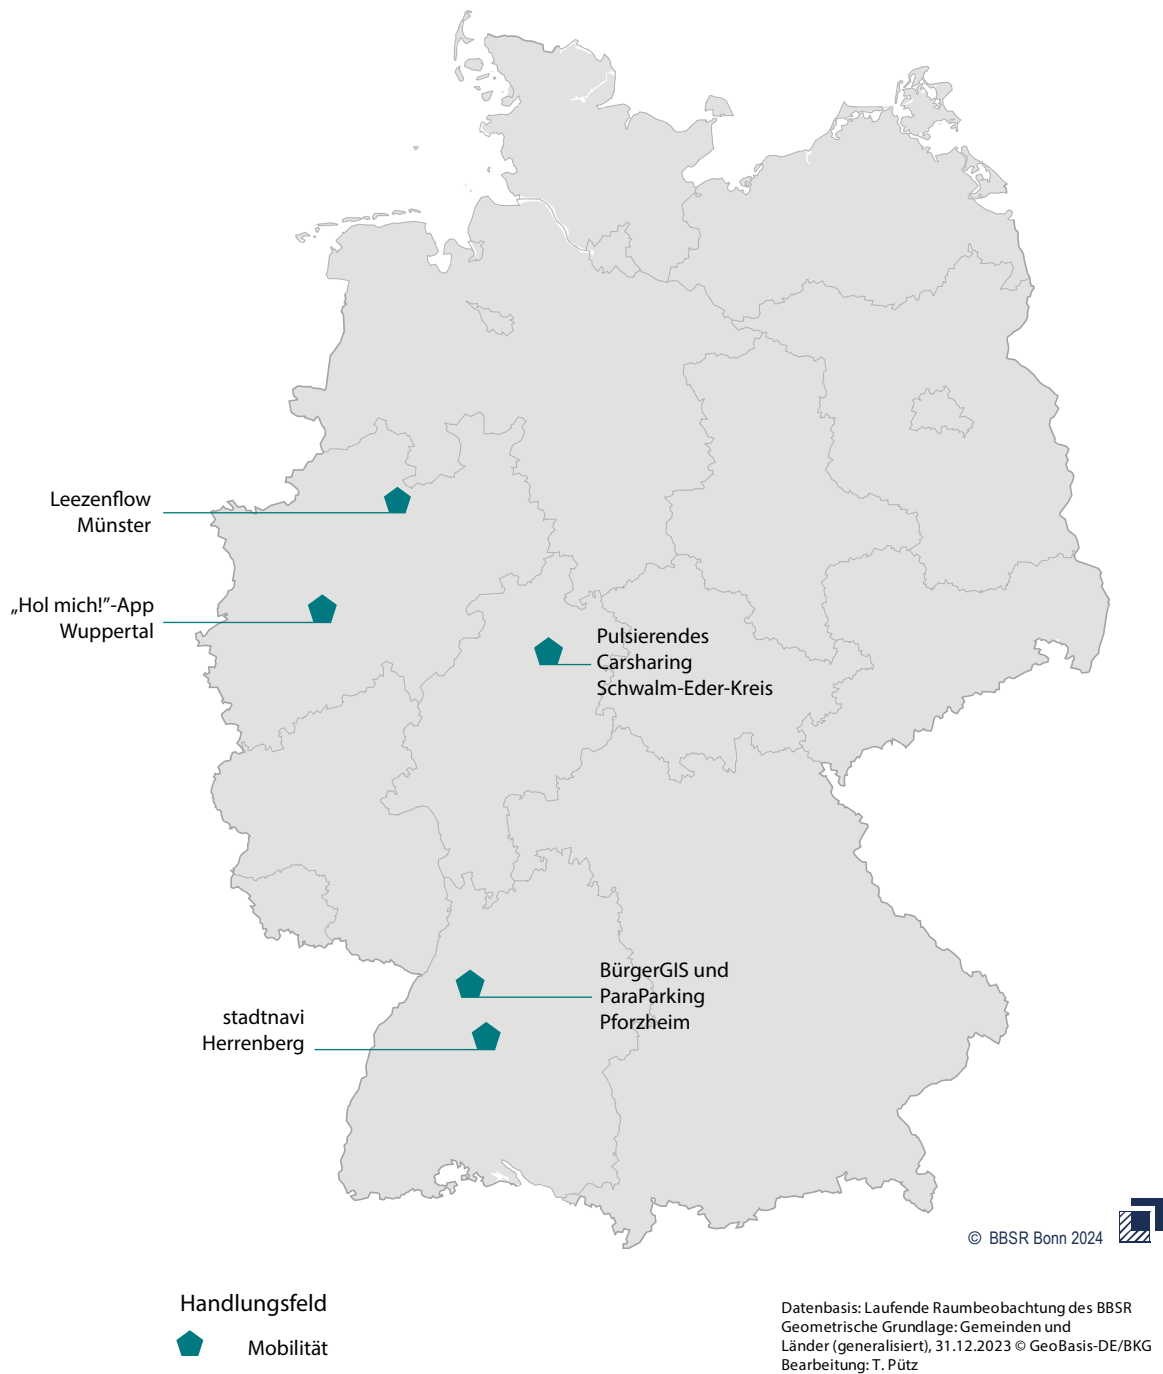 Leezenflow
Münster
„Hol mich!”-App
Wuppertal
Pulsierendes
Carsharing
Schwalm-Eder-Kreis
BürgerGIS und
ParaParking
Pforzheim
stadtnavi
Herrenberg
© BBSR Bonn 2024
Handlungsfeld
Mobilität
Datenbasis: Laufende Raumbeobachtung des BBSR
Geometrische Grundlage: Gemeinden und
Länder (generalisiert), 31.12.2023 © GeoBasis-DE/BKG
Bearbeitung: T. Pütz